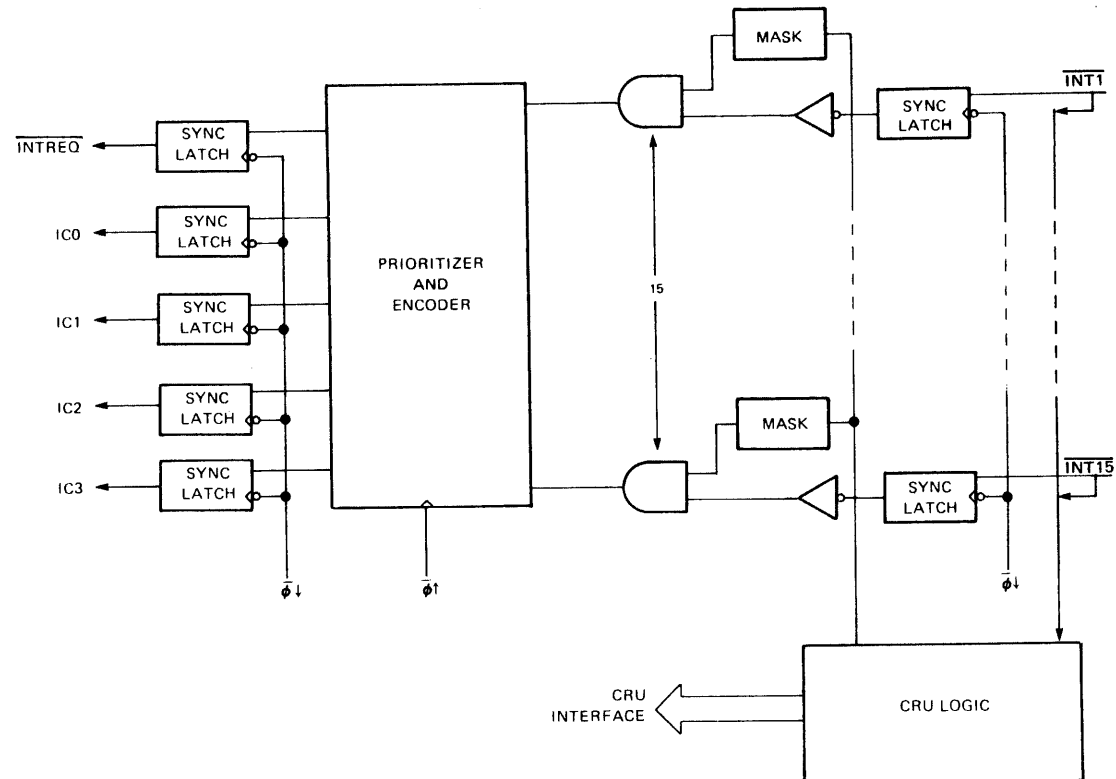 MASK
INT1
SYNC
LATCH
SYNC
LATCH
INTREQ
SYNC
LATCH
IC0
PRIORITIZER
AND
ENCODER
15
SYNC
LATCH
IC1
SYNC
LATCH
IC2
MASK
INT15
SYNC
LATCH
IC3
SYNC
LATCH
ϕ̅↓
ϕ̅↑
ϕ̅↓
CRU
INTERFACE
CRU LOGIC